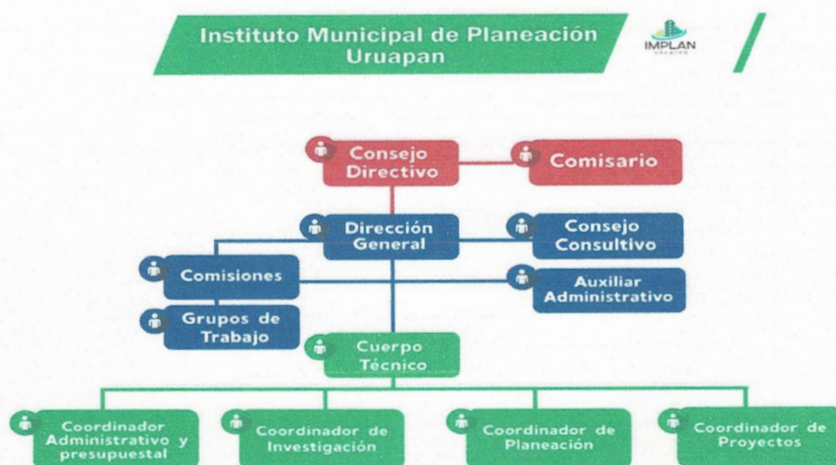 Instituto Municipal de Planeación
Uruapan
IMPLAN
URUAPAN
Consejo
Directivo
Comisario
Dirección
General
Consejo
Consultivo
Comisiones
Auxiliar
Administrativo
Grupos de
Trabajo
Cuerpo
Técnico
Coordinador
Administrativo y
presupuestal
Coordinador de
Investigación
Coordinador de
Planeación
Coordinador de
Proyectos